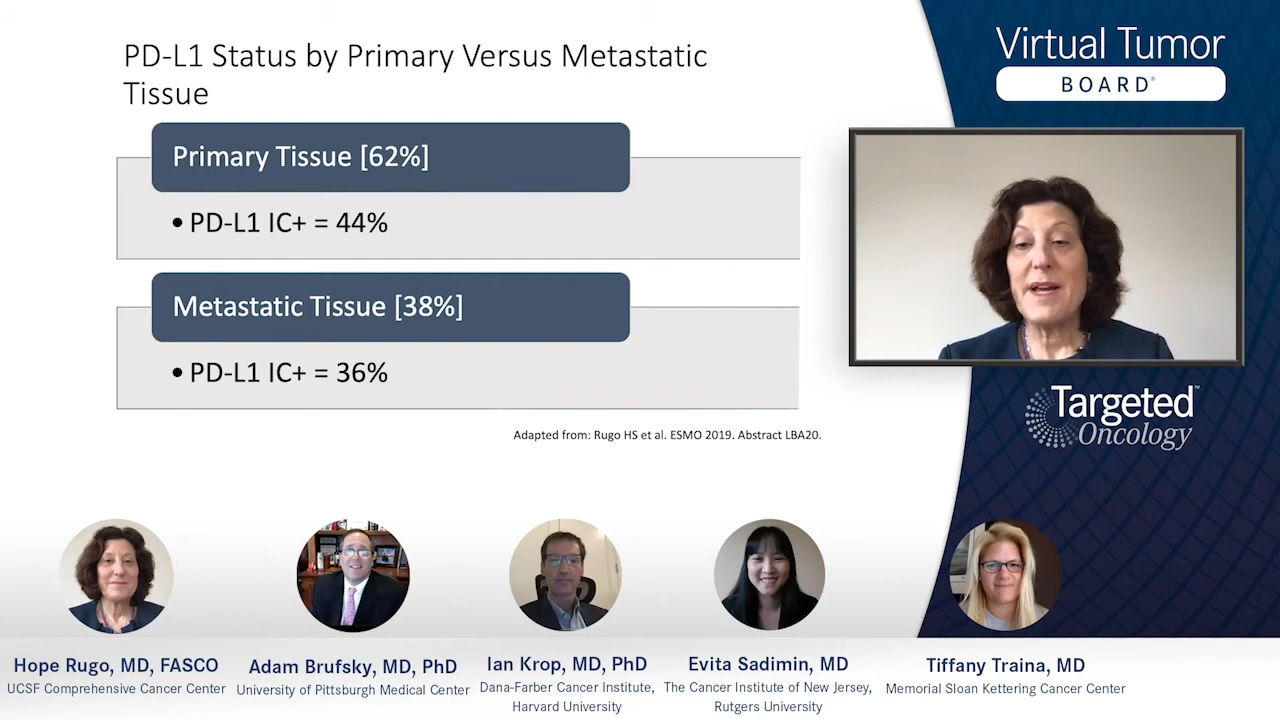 PD-L1 Status by Primary Versus Metastatic
Tissue
Primary Tissue [62%]
• PD-L1 IC+ = 44%
Metastatic Tissue [38%]
• PD-L1 IC+ = 36%
Adapted from: Rugo HS et al. ESMO 2019. Abstract LBA20.
Virtual Tumor
BOARD®
Targeted™
Oncology
Hope Rugo, MD, FASCO
UCSF Comprehensive Cancer Center
Adam Brufsky, MD, PhD
University of Pittsburgh Medical Center
Ian Krop, MD, PhD
Dana-Farber Cancer Institute,
Harvard University
Evita Sadimin, MD
The Cancer Institute of New Jersey,
Rutgers University
Tiffany Traina, MD
Memorial Sloan Kettering Cancer Center